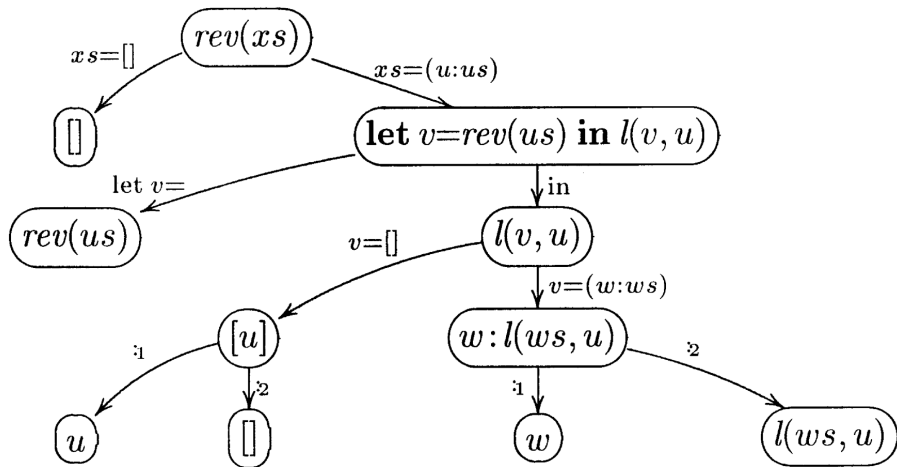 rev(xs)
xs=[]
xs=(u:us)
[]
let v=rev(us) in l(v, u)
let v=
in
rev(us)
l(v, u)
v=[]
v=(w:ws)
[u]
w:l(ws, u)
:1
:2
:1
:2
u
[]
w
l(ws, u)